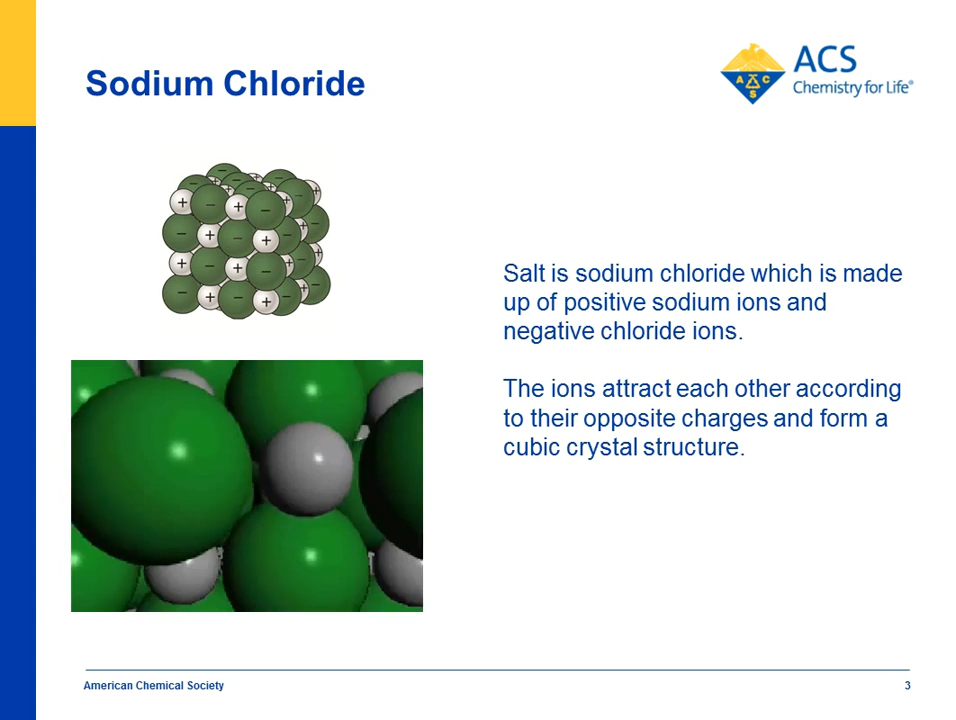 Sodium Chloride
ACS
Chemistry for Life®
A C S
Salt is sodium chloride which is made
up of positive sodium ions and
negative chloride ions.
The ions attract each other according
to their opposite charges and form a
cubic crystal structure.
American Chemical Society
3